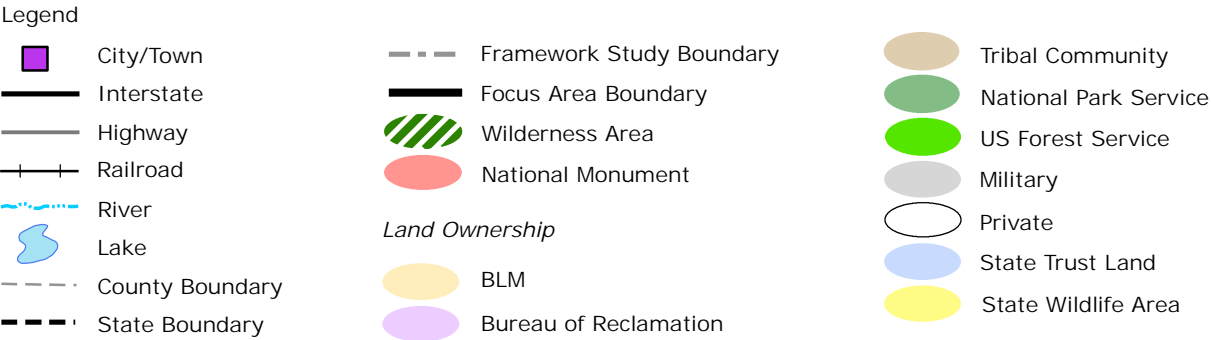 Legend
City/Town
Interstate
Highway
Railroad
River
Lake
County Boundary
State Boundary
Framework Study Boundary
Focus Area Boundary
Wilderness Area
National Monument
Land Ownership
BLM
Bureau of Reclamation
Tribal Community
National Park Service
US Forest Service
Military
Private
State Trust Land
State Wildlife Area